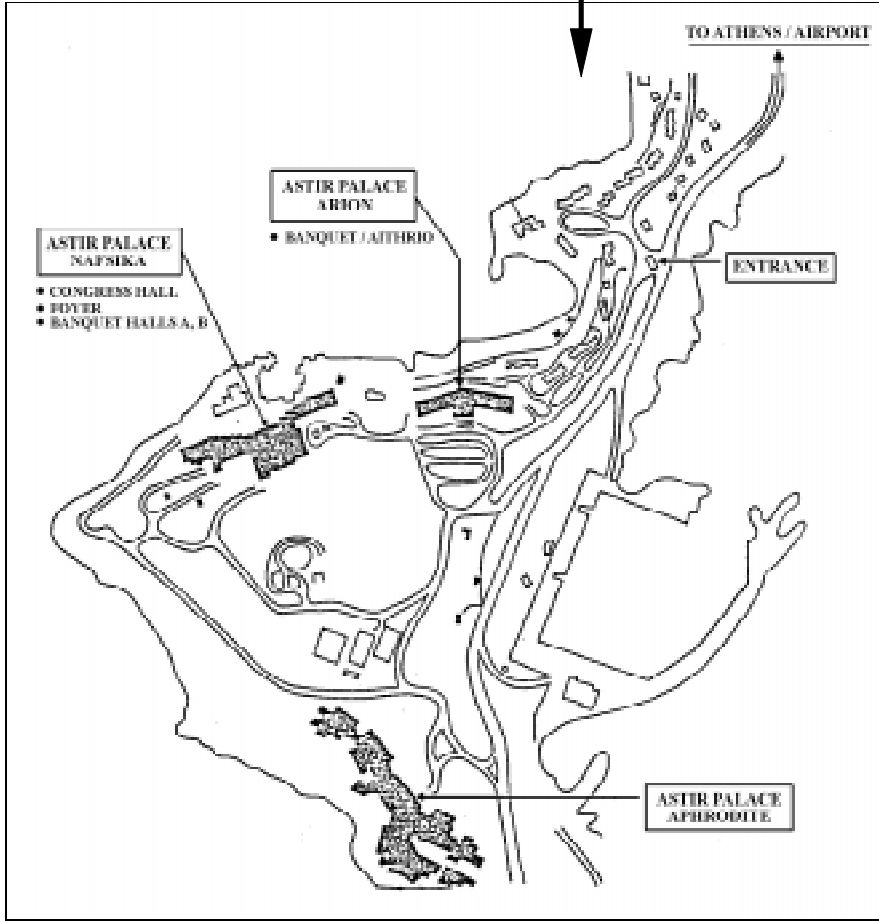 TO ATHENS / AIRPORT
ASTIR PALACE
ARION
• BANQUET / AITHRIO
ASTIR PALACE
NAFSIKA
• CONGRESS HALL
• FOYER
• BANQUET HALLS A, B
ENTRANCE
ASTIR PALACE
APHRODITE